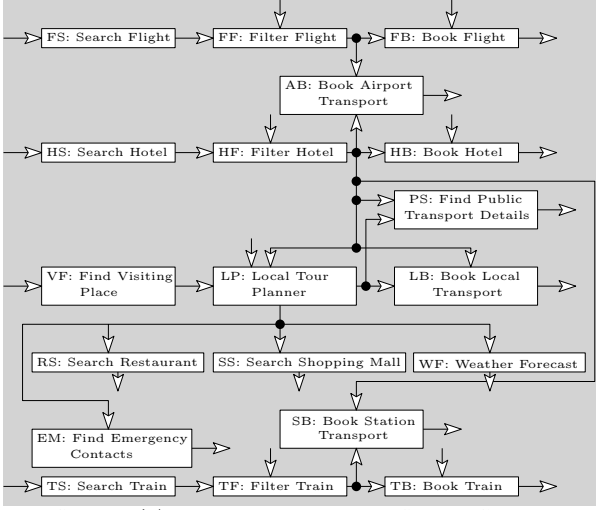 FS: Search Flight
FF: Filter Flight
FB: Book Flight
AB: Book Airport
Transport
HS: Search Hotel
HF: Filter Hotel
HB: Book Hotel
PS: Find Public
Transport Details
VF: Find Visiting
Place
LP: Local Tour
Planner
LB: Book Local
Transport
RS: Search Restaurant
SS: Search Shopping Mall
WF: Weather Forecast
SB: Book Station
Transport
EM: Find Emergency
Contacts
TS: Search Train
TF: Filter Train
TB: Book Train